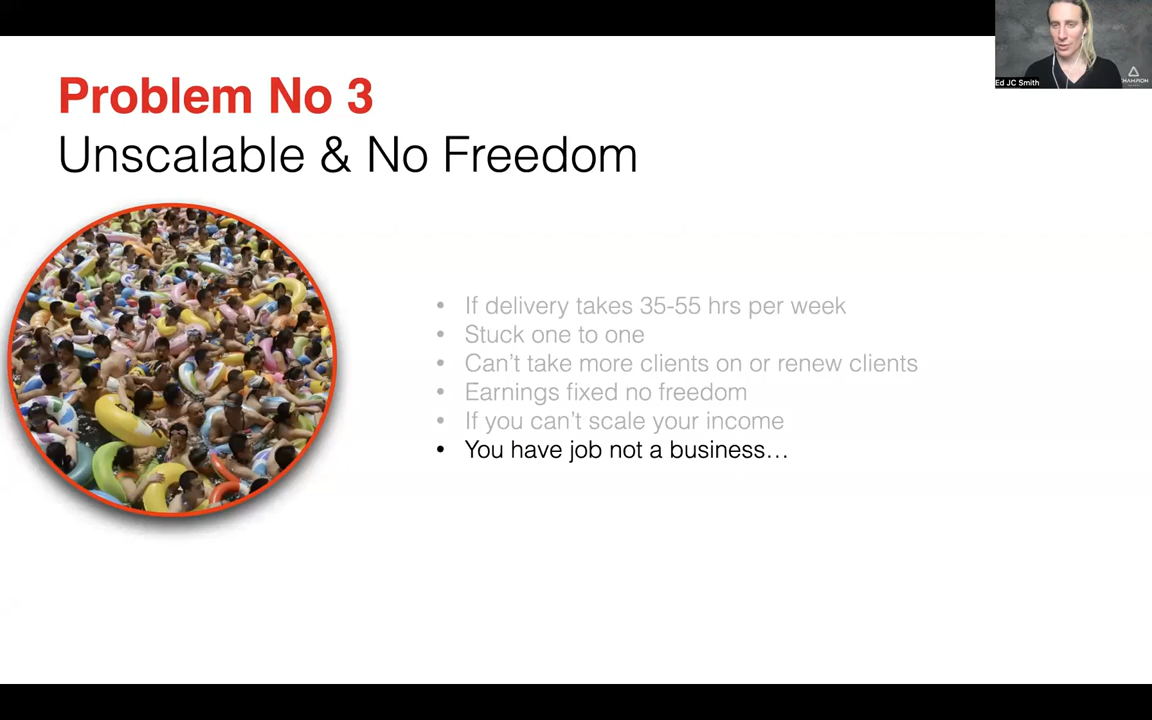 Problem No 3
Unscalable & No Freedom
• If delivery takes 35-55 hrs per week
• Stuck one to one
• Can't take more clients on or renew clients
• Earnings fixed no freedom
• If you can't scale your income
• You have job not a business...
Ed JC Smith